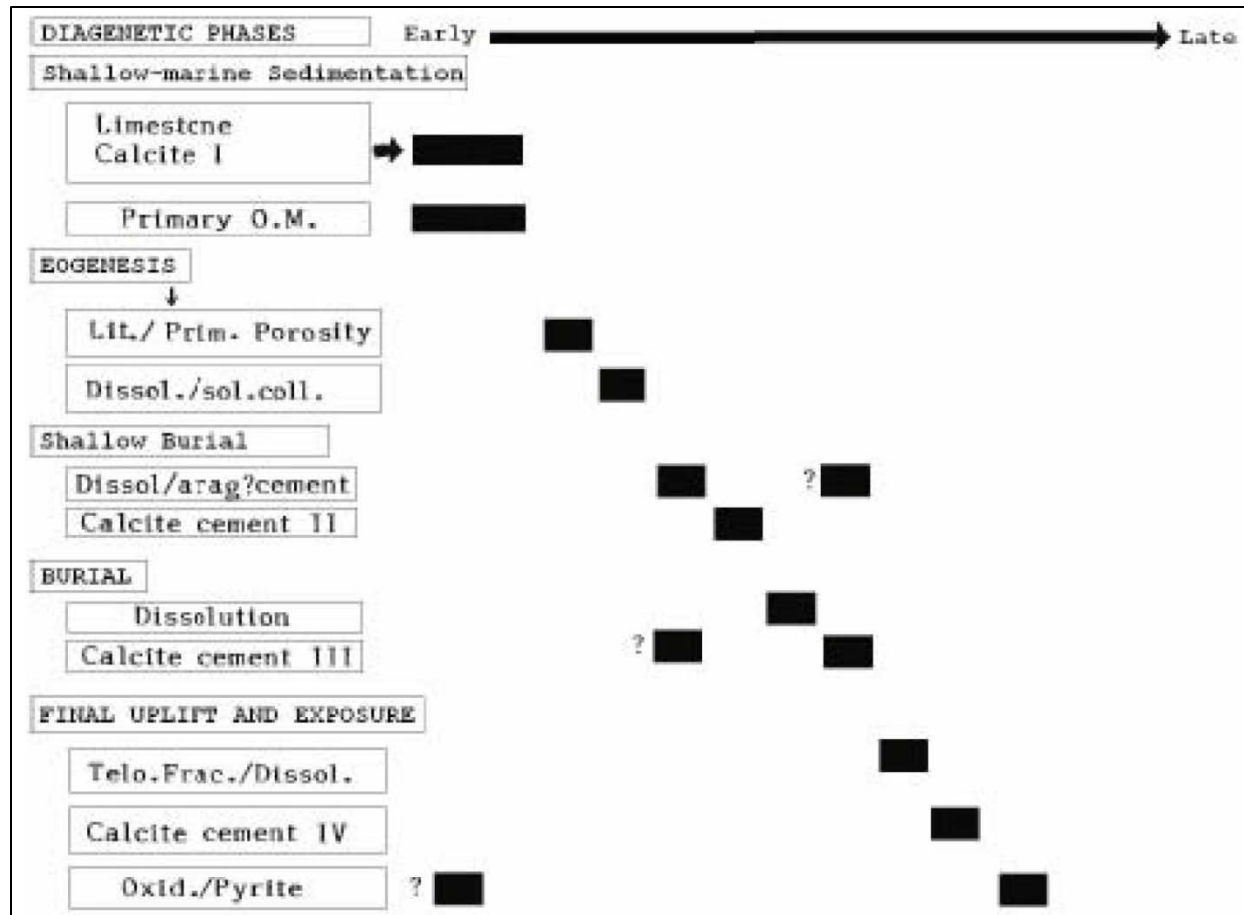 DIAGENETIC PHASES Early Late
Shallow-marine Sedimentation
Limestone
Calcite I
Primary O.M.
EOGENESIS
Lit./ Prim. Porosity
Dissol./sol.coll.
Shallow Burial
Dissol/arag?cement ?
Calcite cement II
BURIAL
Dissolution
Calcite cement III ?
FINAL UPLIFT AND EXPOSURE
Telo.Frac./Dissol.
Calcite cement IV
Oxid./Pyrite ?